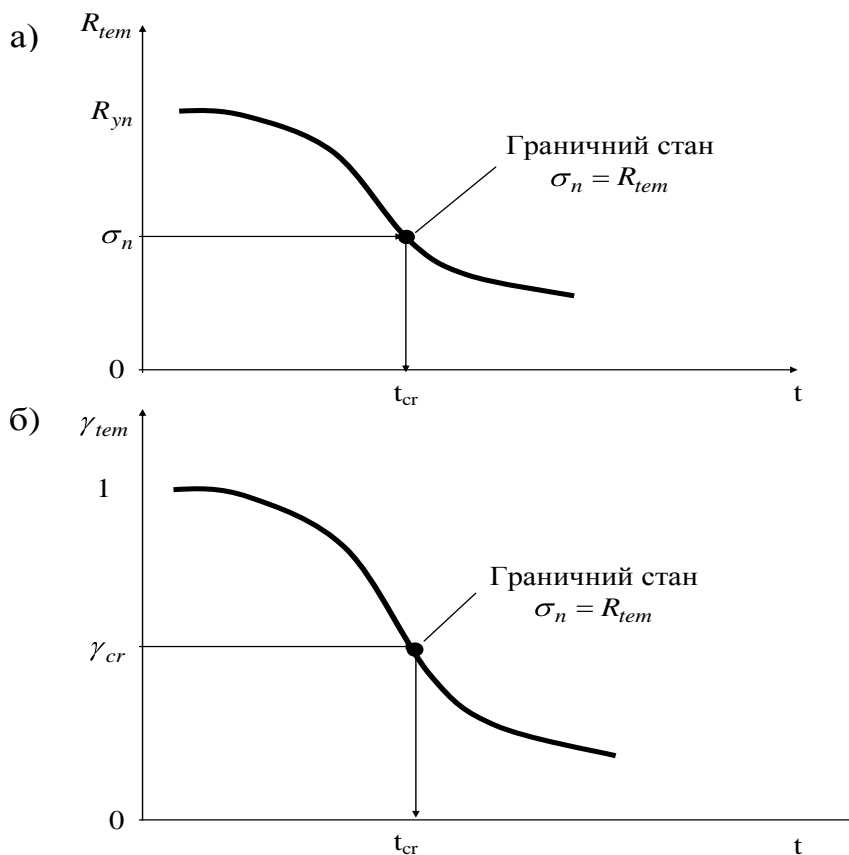 а)
R_tem
R_yn
Граничний стан
σ_n = R_tem
σ_n
0
t_cr
t
б)
γ_tem
1
Граничний стан
σ_n = R_tem
γ_cr
0
t_cr
t